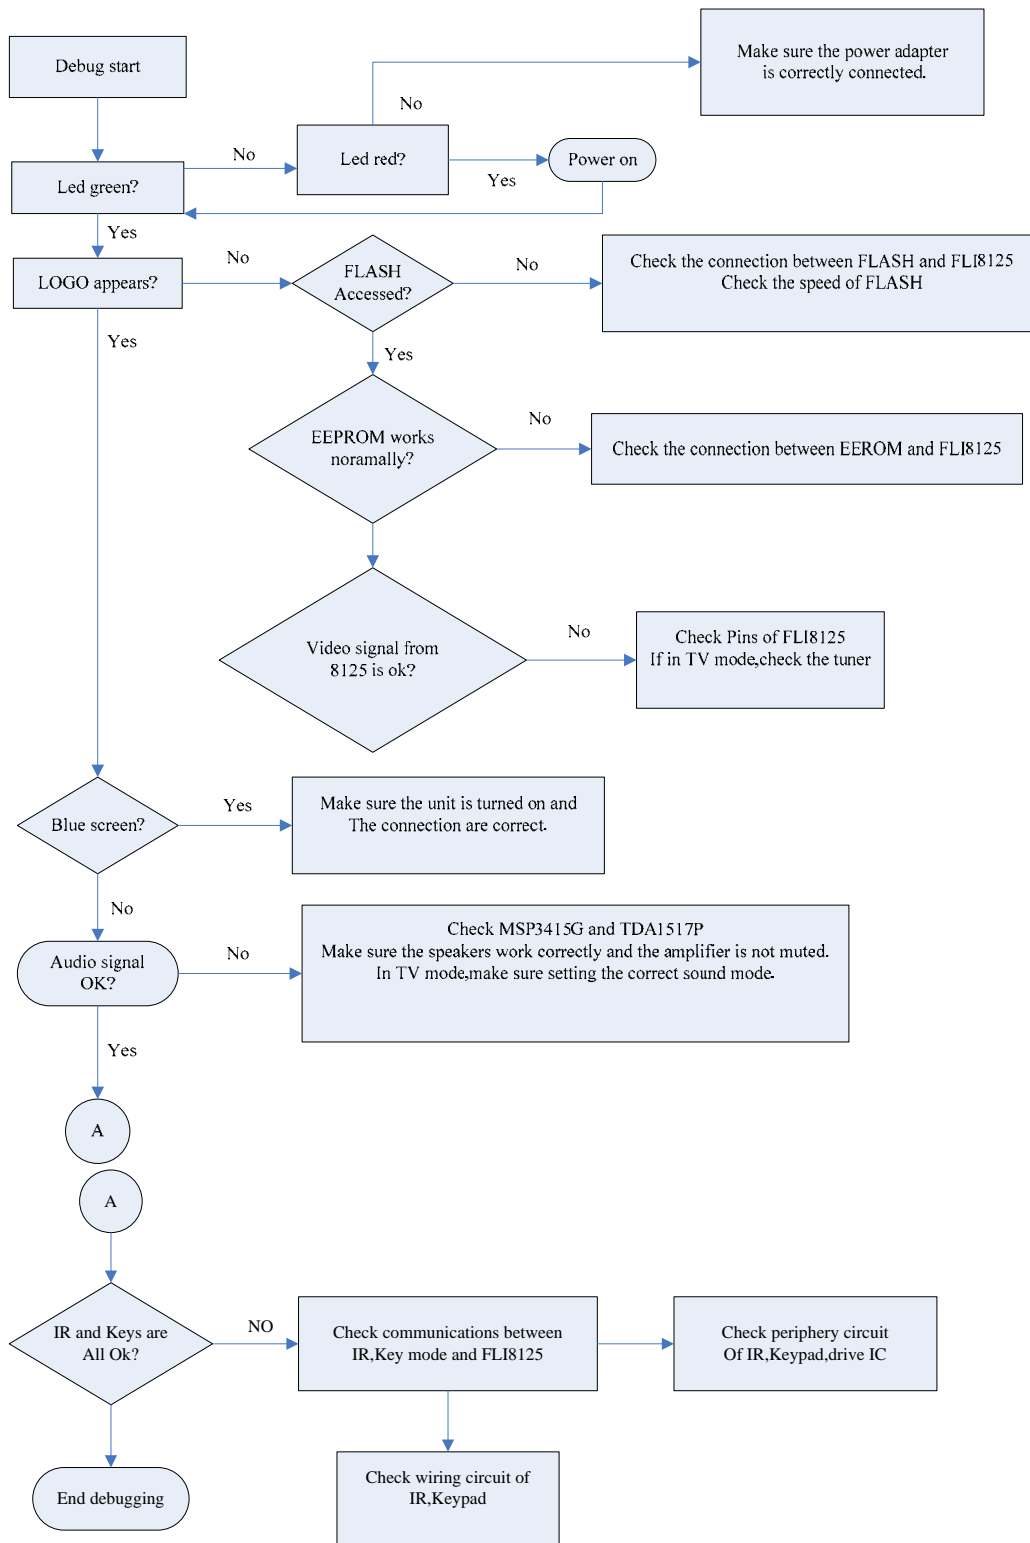 Debug start
Make sure the power adapter
is correctly connected.
No
No
Led red?
Power on
Yes
Led green?
Yes
No
No
LOGO appears?
FLASH
Accessed?
Check the connection between FLASH and FLI8125
Check the speed of FLASH
Yes
Yes
No
EEPROM works
noramally?
Check the connection between EEROM and FLI8125
No
Video signal from
8125 is ok?
Check Pins of FLI8125
If in TV mode,check the tuner
Blue screen?
Yes
Make sure the unit is turned on and
The connection are correct.
No
Audio signal
OK?
No
Check MSP3415G and TDA1517P
Make sure the speakers work correctly and the amplifier is not muted.
In TV mode,make sure setting the correct sound mode.
Yes
A
A
IR and Keys are
All Ok?
NO
Check communications between
IR,Key mode and FLI8125
Check periphery circuit
Of IR,Keypad,drive IC
End debugging
Check wiring circuit of
IR,Keypad